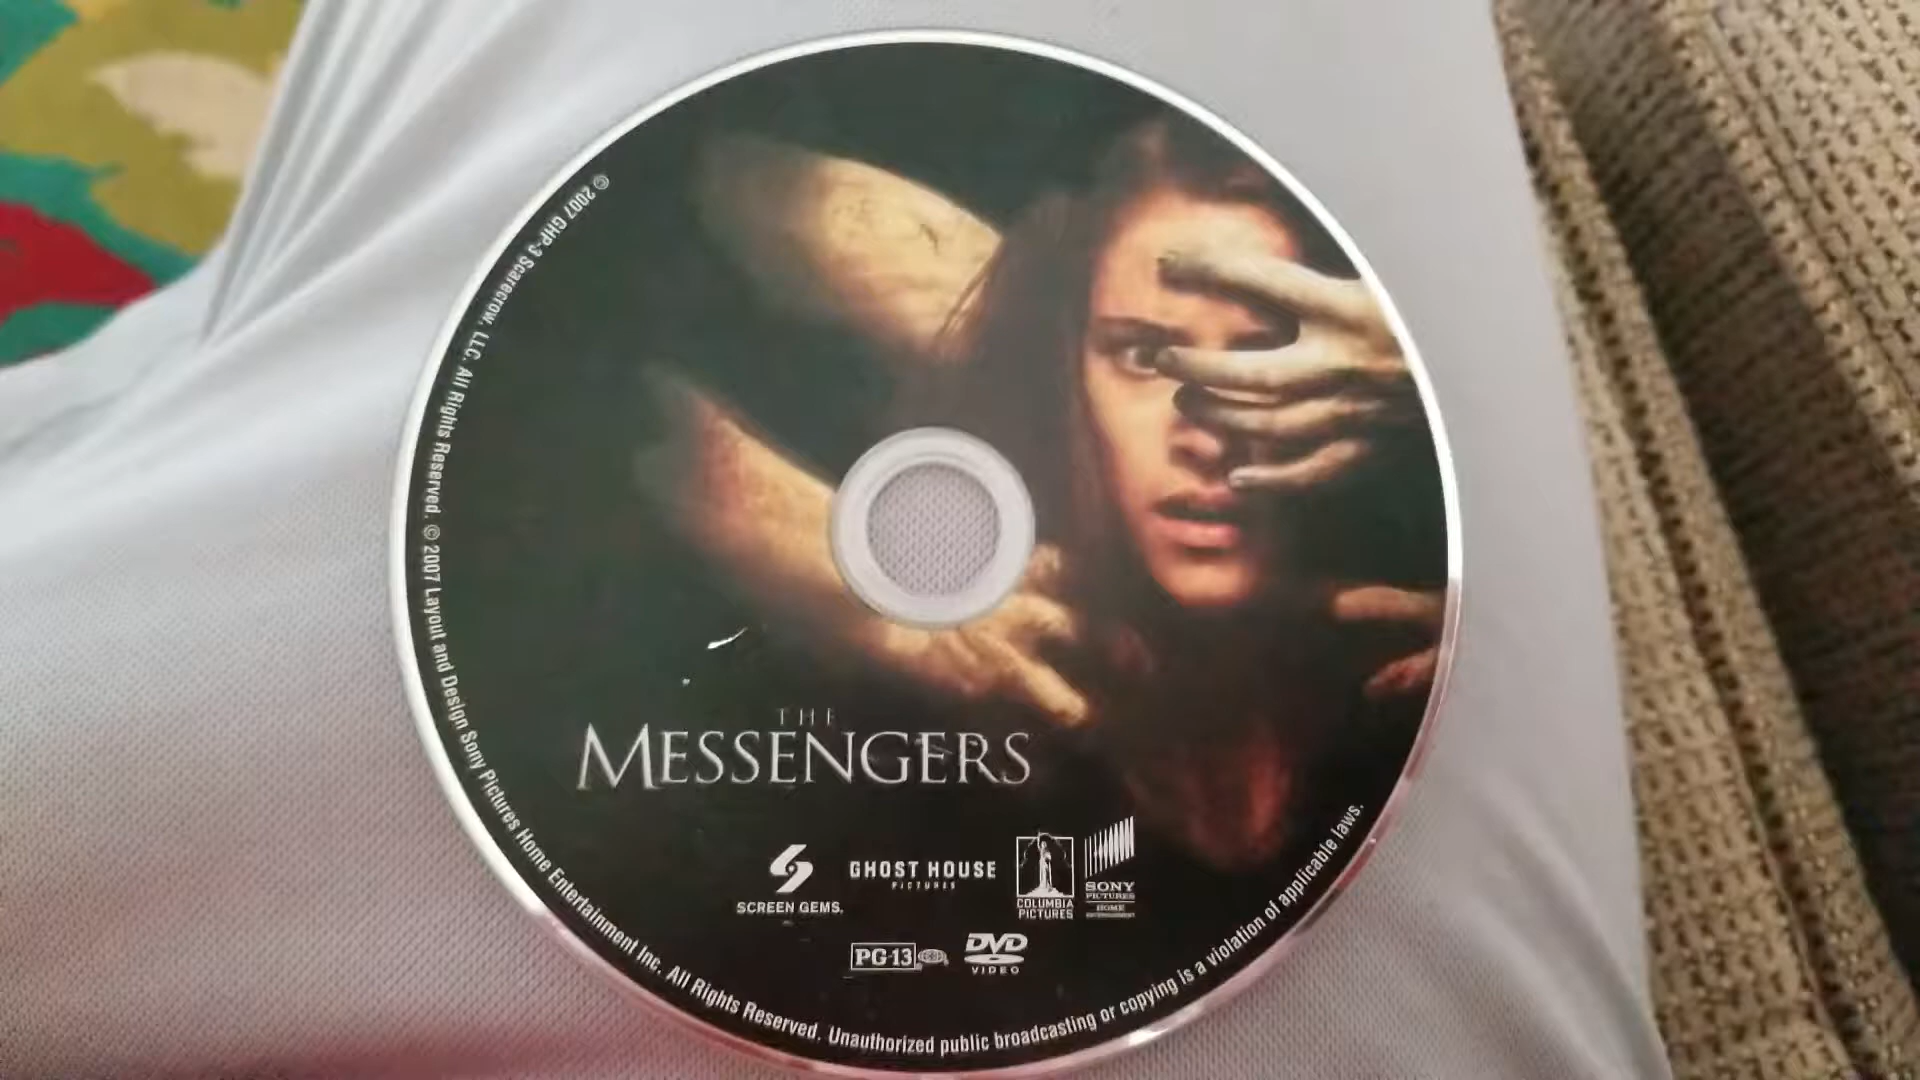 THE
MESSENGERS
SCREEN GEMS.
GHOST HOUSE
PICTURES
COLUMBIA
PICTURES
SONY
PICTURES
HOME
ENTERTAINMENT
PG-13
DVD
VIDEO
© 2007 GHP-3 Scarecrow, LLC. All Rights Reserved. © 2007 Layout and Design Sony Pictures Home Entertainment Inc. All Rights Reserved. Unauthorized public broadcasting or copying is a violation of applicable laws.